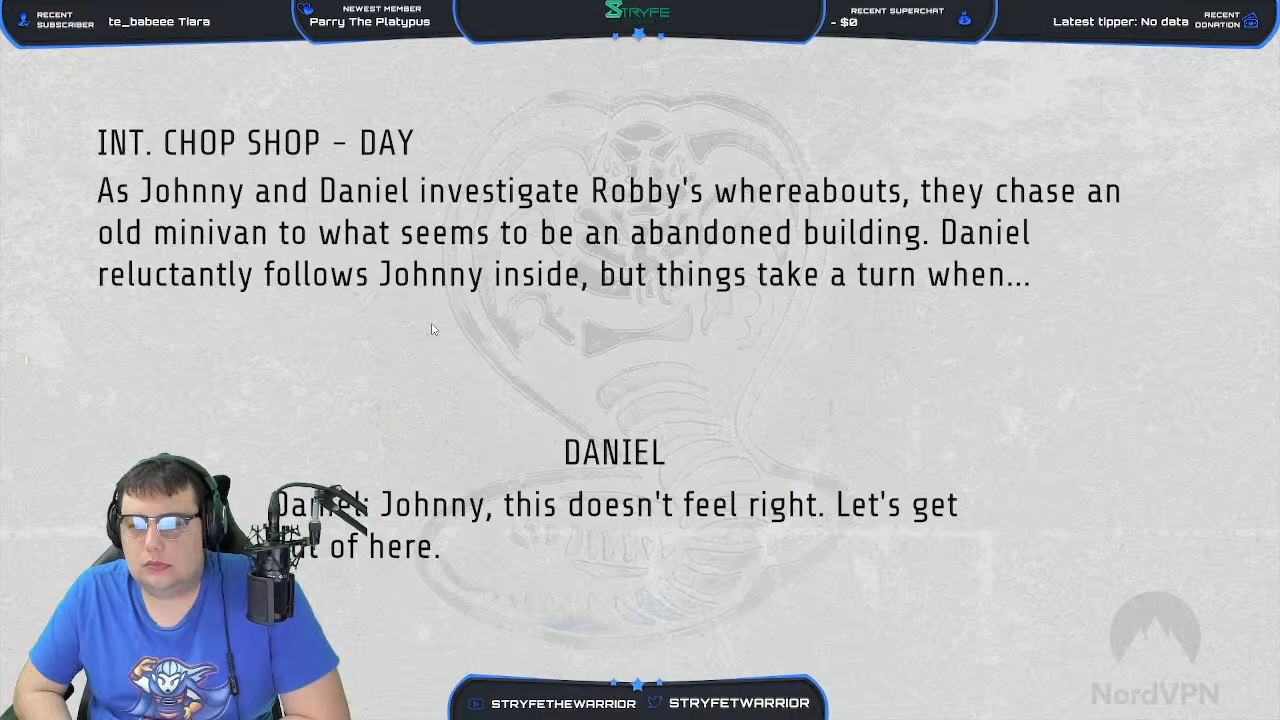 RECENT SUBSCRIBER
te_babeee Tlara
NEWEST MEMBER
Parry The Platypus
STRYFE
RECENT SUPERCHAT
- $0
Latest tipper: No data
RECENT DONATION
INT. CHOP SHOP - DAY
As Johnny and Daniel investigate Robby's whereabouts, they chase an
old minivan to what seems to be an abandoned building. Daniel
reluctantly follows Johnny inside, but things take a turn when...
DANIEL
Daniel: Johnny, this doesn't feel right. Let's get
of here.
NordVPN
STRYFETHEWARRIOR
STRYFETWARRIOR